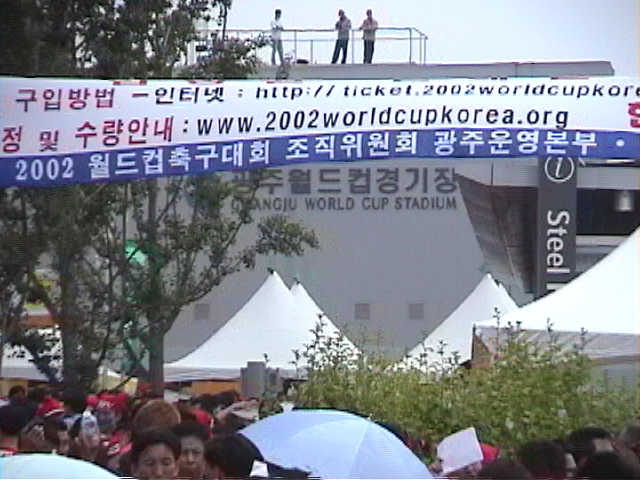 구입방법 - 인터넷 : http://ticket.2002worldcupkore
정 및 수량안내 : www.2002worldcupkorea.org
2002 월드컵축구대회 조직위원회 광주운영본부 ·
광주월드컵경기장
GWANGJU WORLD CUP STADIUM
i
Steel